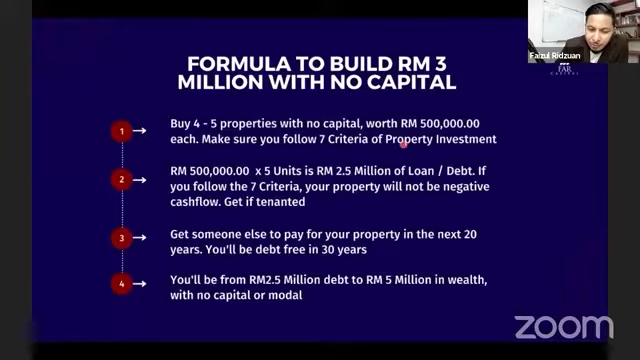 Faizul Ridzuan
FAR
CAPITAL
FORMULA TO BUILD RM 3
MILLION WITH NO CAPITAL
1
Buy 4 - 5 properties with no capital, worth RM 500,000.00
each. Make sure you follow 7 Criteria of Property Investment
2
RM 500,000.00 x 5 Units is RM 2.5 Million of Loan / Debt. If
you follow the 7 Criteria, your property will not be negative
cashflow. Get if tenanted
3
Get someone else to pay for your property in the next 20
years. You'll be debt free in 30 years
4
You'll be from RM2.5 Million debt to RM 5 Million in wealth,
with no capital or modal
zoom